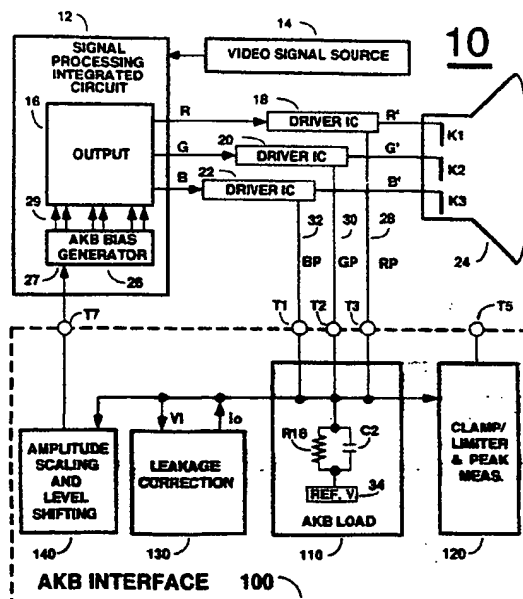 12
SIGNAL
PROCESSING
INTEGRATED
CIRCUIT
14
VIDEO SIGNAL SOURCE
10
16
OUTPUT
R
18
DRIVER IC
R'
K1
G
20
DRIVER IC
G'
K2
B
22
DRIVER IC
B'
K3
24
29
AKB BIAS
GENERATOR
27
26
32
30
28
BP
GP
RP
T7
T1
T2
T3
T5
AMPLITUDE
SCALING
AND
LEVEL
SHIFTING
140
VI
io
LEAKAGE
CORRECTION
130
R18
C2
REF. V
34
AKB LOAD
110
CLAMP/
LIMITER
& PEAK
MEAS.
120
AKB INTERFACE 100